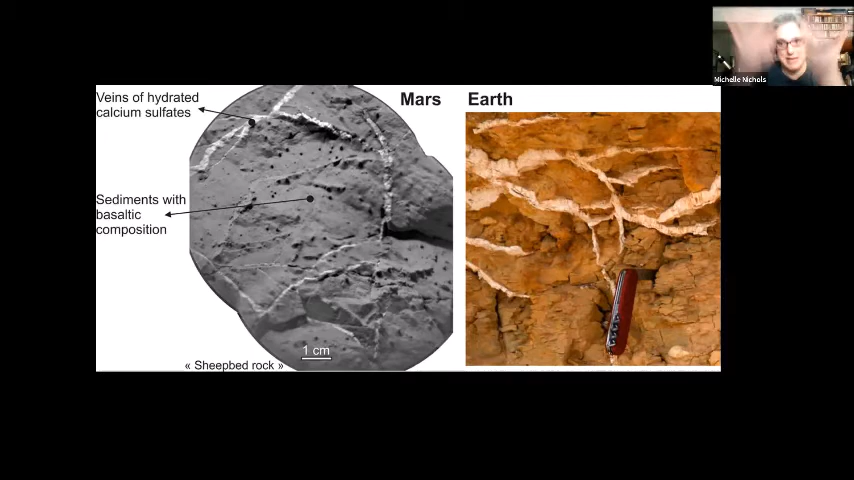 Michelle Nichols
Veins of hydrated
calcium sulfates
Mars
Earth
Sediments with
basaltic
composition
1 cm
« Sheepbed rock »